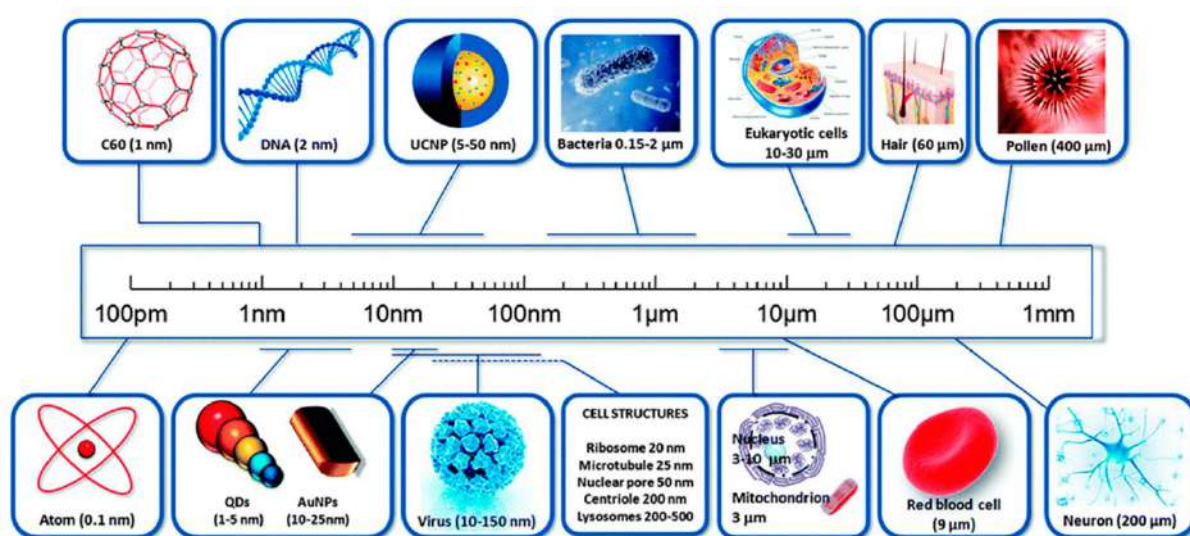 C60 (1 nm)
DNA (2 nm)
UCNP (5-50 nm)
Bacteria 0.15-2 µm
Eukaryotic cells
10-30 µm
Hair (60 µm)
Pollen (400 µm)
100pm
1nm
10nm
100nm
1µm
10µm
100µm
1mm
Atom (0.1 nm)
QDs
(1-5 nm)
AuNPs
(10-25nm)
Virus (10-150 nm)
CELL STRUCTURES
Ribosome 20 nm
Microtubule 25 nm
Nuclear pore 50 nm
Centriole 200 nm
Lysosomes 200-500
Nucleus
3-10 µm
Mitochondrion
3 µm
Red blood cell
(9 µm)
Neuron (200 µm)